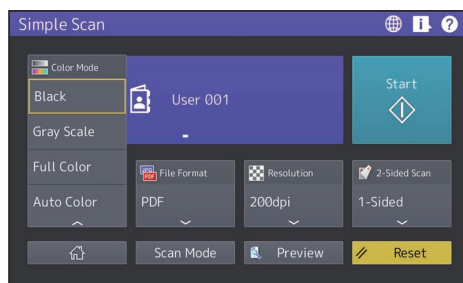 Simple Scan
Color Mode
Black
Gray Scale
Full Color
Auto Color
User 001
Start
File Format
PDF
Resolution
200dpi
2-Sided Scan
1-Sided
Scan Mode
Preview
Reset